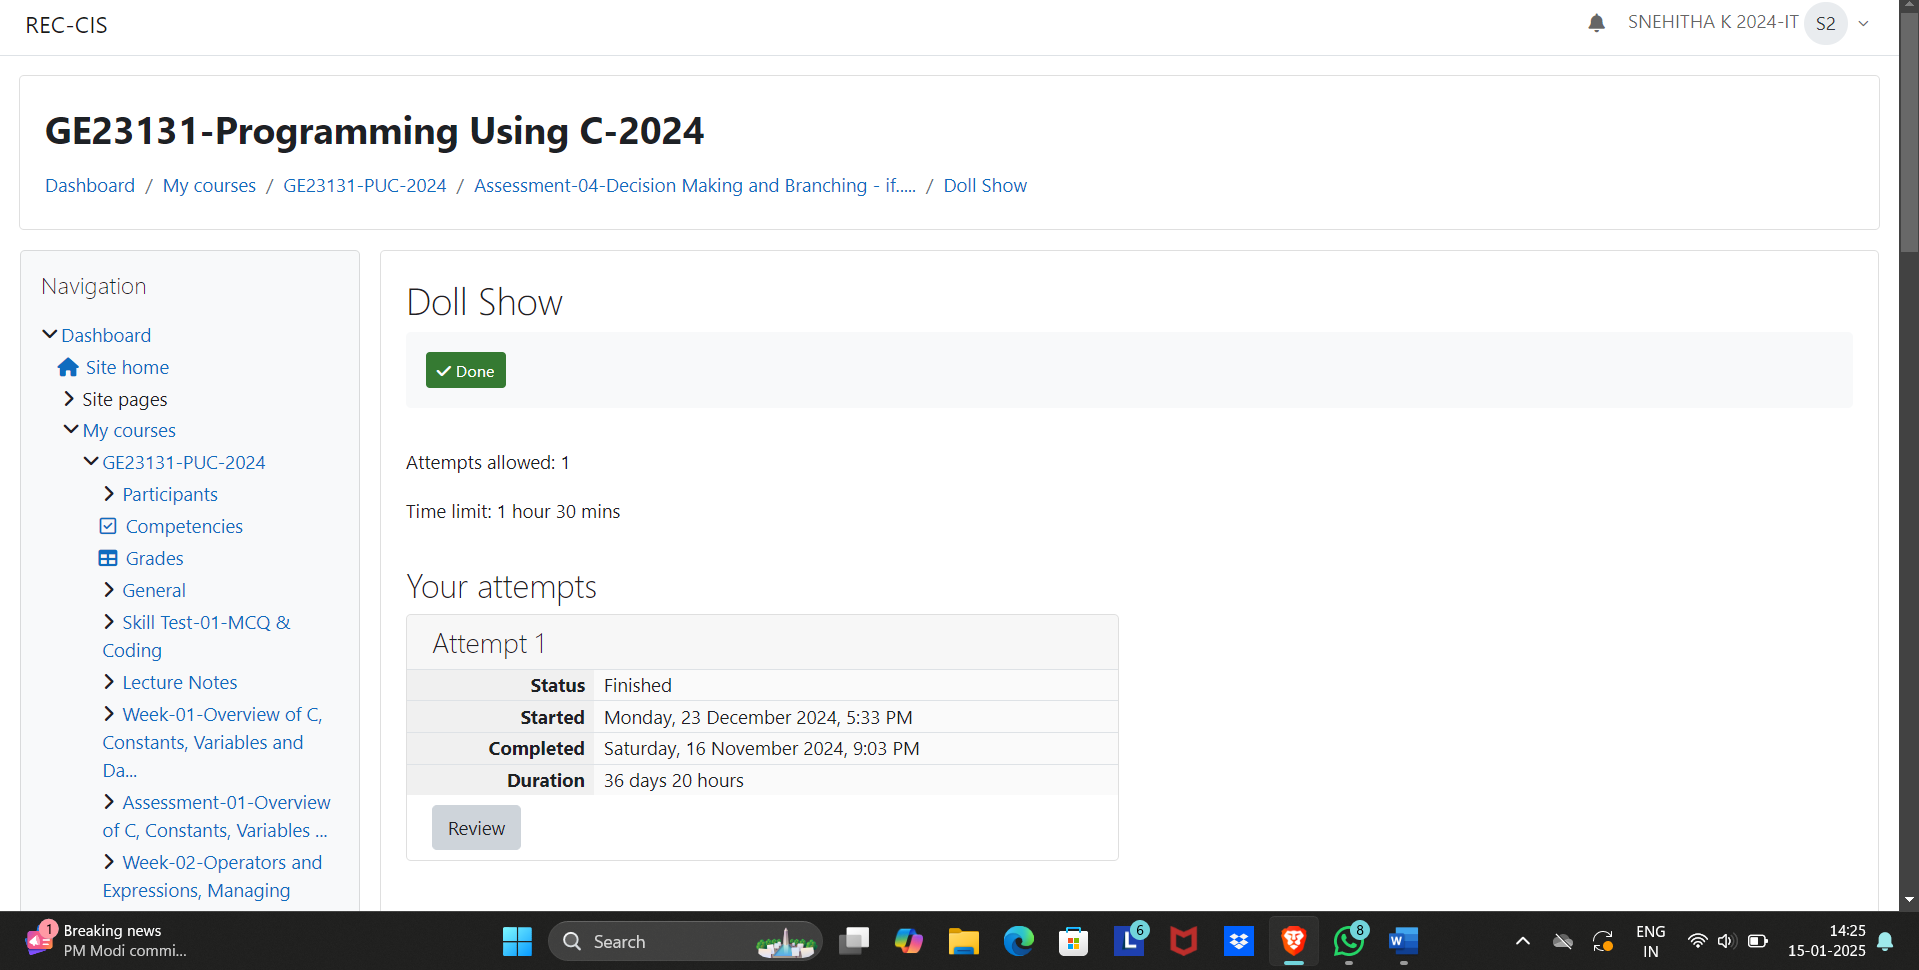 REC-CIS
SNEHITHA K 2024-IT S2
GE23131-Programming Using C-2024
Dashboard / My courses / GE23131-PUC-2024 / Assessment-04-Decision Making and Branching - if..... / Doll Show
Navigation
Dashboard
Site home
Site pages
My courses
GE23131-PUC-2024
Participants
Competencies
Grades
General
Skill Test-01-MCQ &
Coding
Lecture Notes
Week-01-Overview of C,
Constants, Variables and
Da...
Assessment-01-Overview
of C, Constants, Variables ...
Week-02-Operators and
Expressions, Managing
Doll Show
Done
Attempts allowed: 1
Time limit: 1 hour 30 mins
Your attempts
Attempt 1
Status Finished
Started Monday, 23 December 2024, 5:33 PM
Completed Saturday, 16 November 2024, 9:03 PM
Duration 36 days 20 hours
Review
1
Breaking news
PM Modi commi...
Search
L 6
8
W
ENG
IN
14:25
15-01-2025